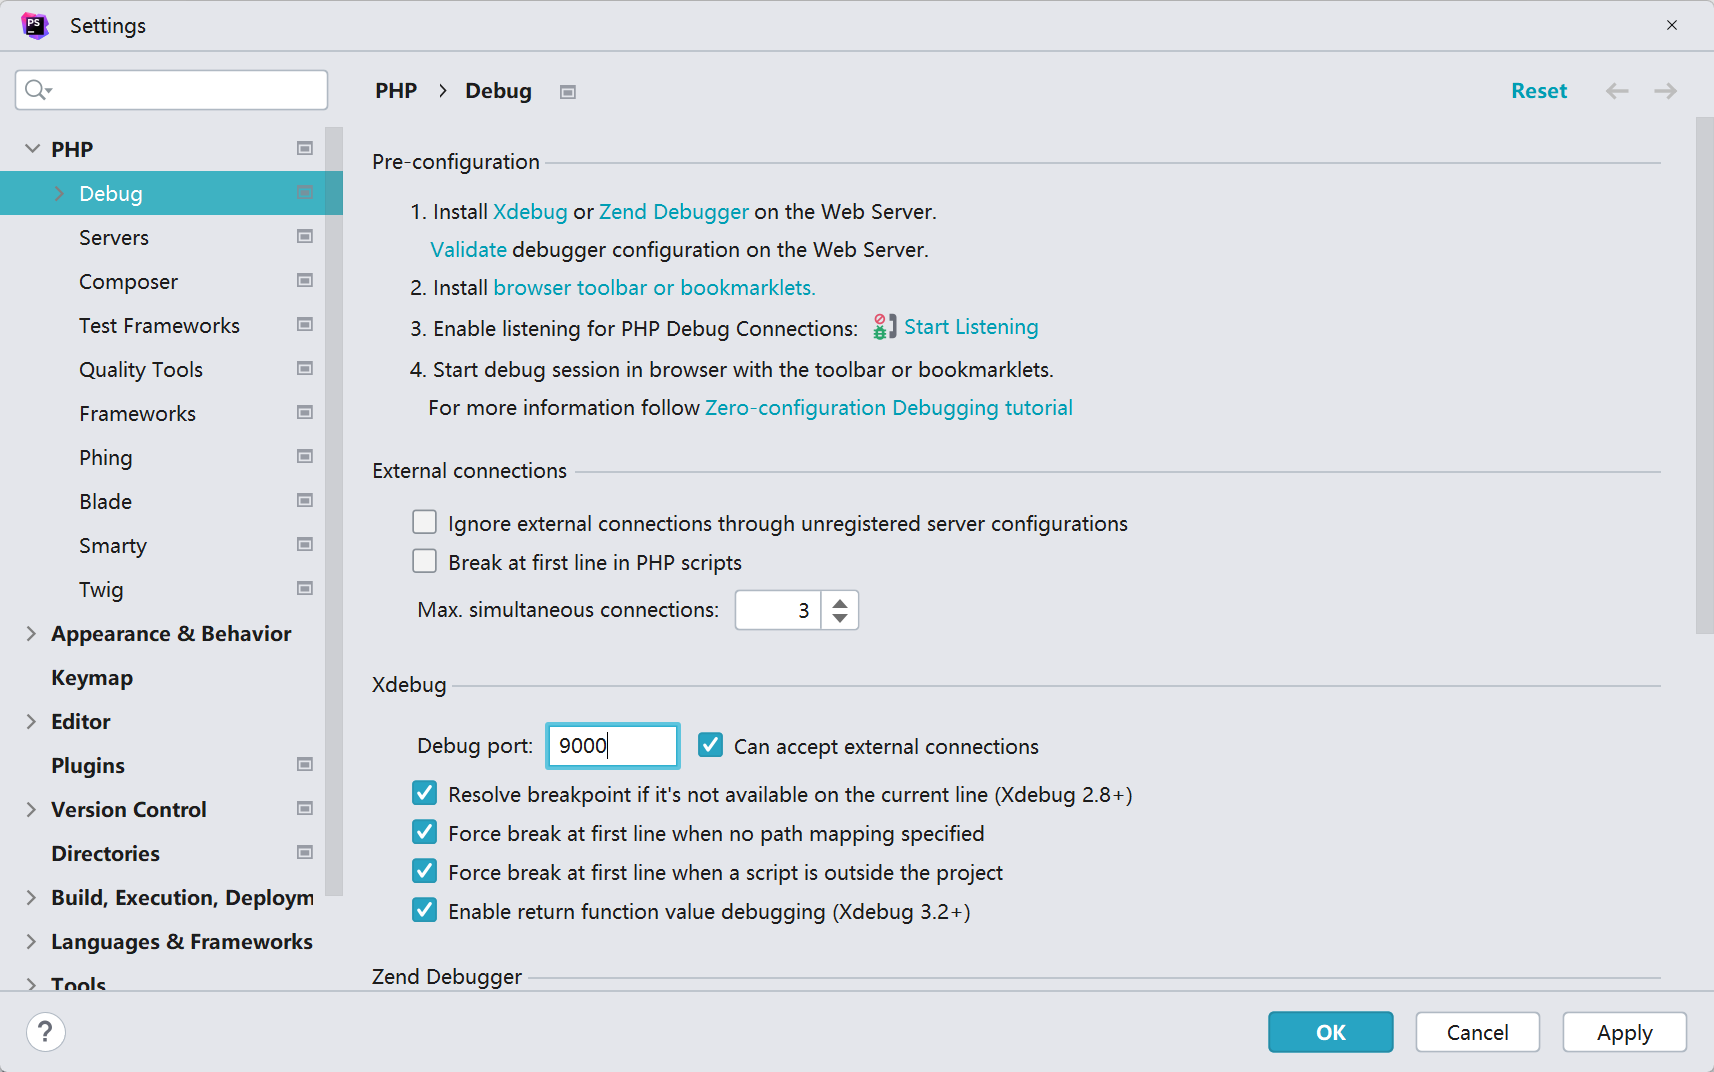 PS
Settings
PHP
Debug
Servers
Composer
Test Frameworks
Quality Tools
Frameworks
Phing
Blade
Smarty
Twig
Appearance & Behavior
Keymap
Editor
Plugins
Version Control
Directories
Build, Execution, Deploym
Languages & Frameworks
Tools
PHP > Debug
Reset
Pre-configuration
1. Install Xdebug or Zend Debugger on the Web Server.
Validate debugger configuration on the Web Server.
2. Install browser toolbar or bookmarklets.
3. Enable listening for PHP Debug Connections: Start Listening
4. Start debug session in browser with the toolbar or bookmarklets.
For more information follow Zero-configuration Debugging tutorial
External connections
Ignore external connections through unregistered server configurations
Break at first line in PHP scripts
Max. simultaneous connections: 3
Xdebug
Debug port: 9000 Can accept external connections
Resolve breakpoint if it's not available on the current line (Xdebug 2.8+)
Force break at first line when no path mapping specified
Force break at first line when a script is outside the project
Enable return function value debugging (Xdebug 3.2+)
Zend Debugger
?
OK
Cancel
Apply